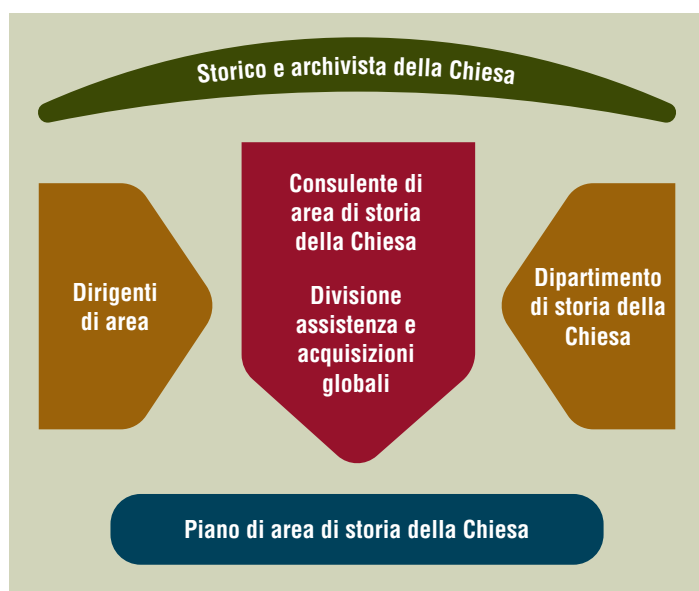 Storico e archivista della Chiesa
Dirigenti
di area
Consulente di
area di storia
della Chiesa
Divisione
assistenza e
acquisizioni
globali
Dipartimento
di storia della
Chiesa
Piano di area di storia della Chiesa